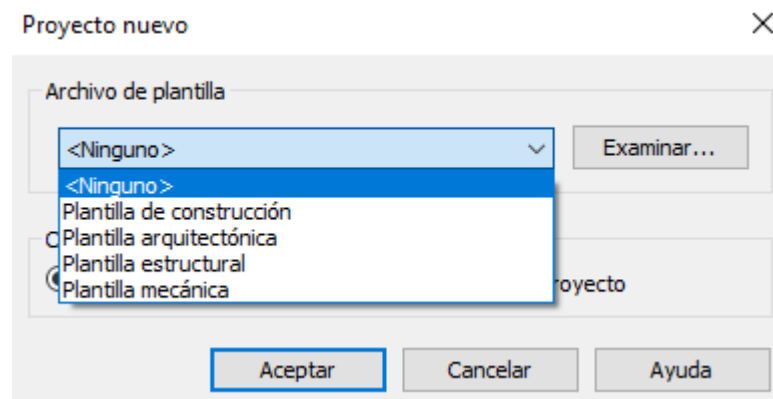 Proyecto nuevo
Archivo de plantilla
<Ninguno>
Examinar...
<Ninguno>
Plantilla de construcción
Plantilla arquitectónica
Plantilla estructural
Plantilla mecánica
Aceptar
Cancelar
Ayuda